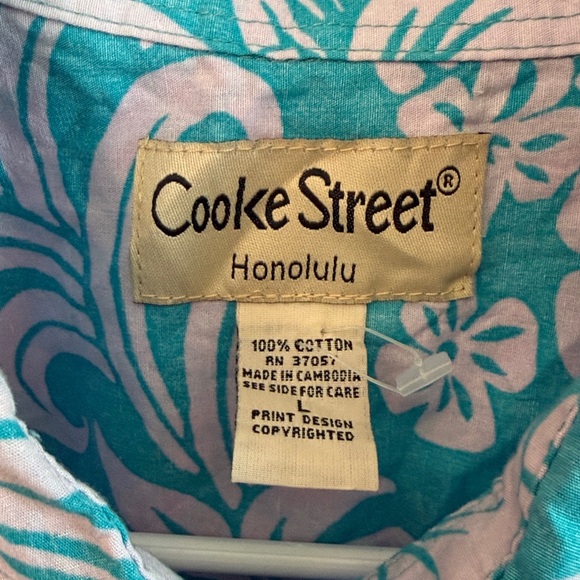 Cooke Street®
Honolulu
100% COTTON
RN 37057
MADE IN CAMBODIA
SEE SIDE FOR CARE
L
PRINT DESIGN
COPYRIGHTED